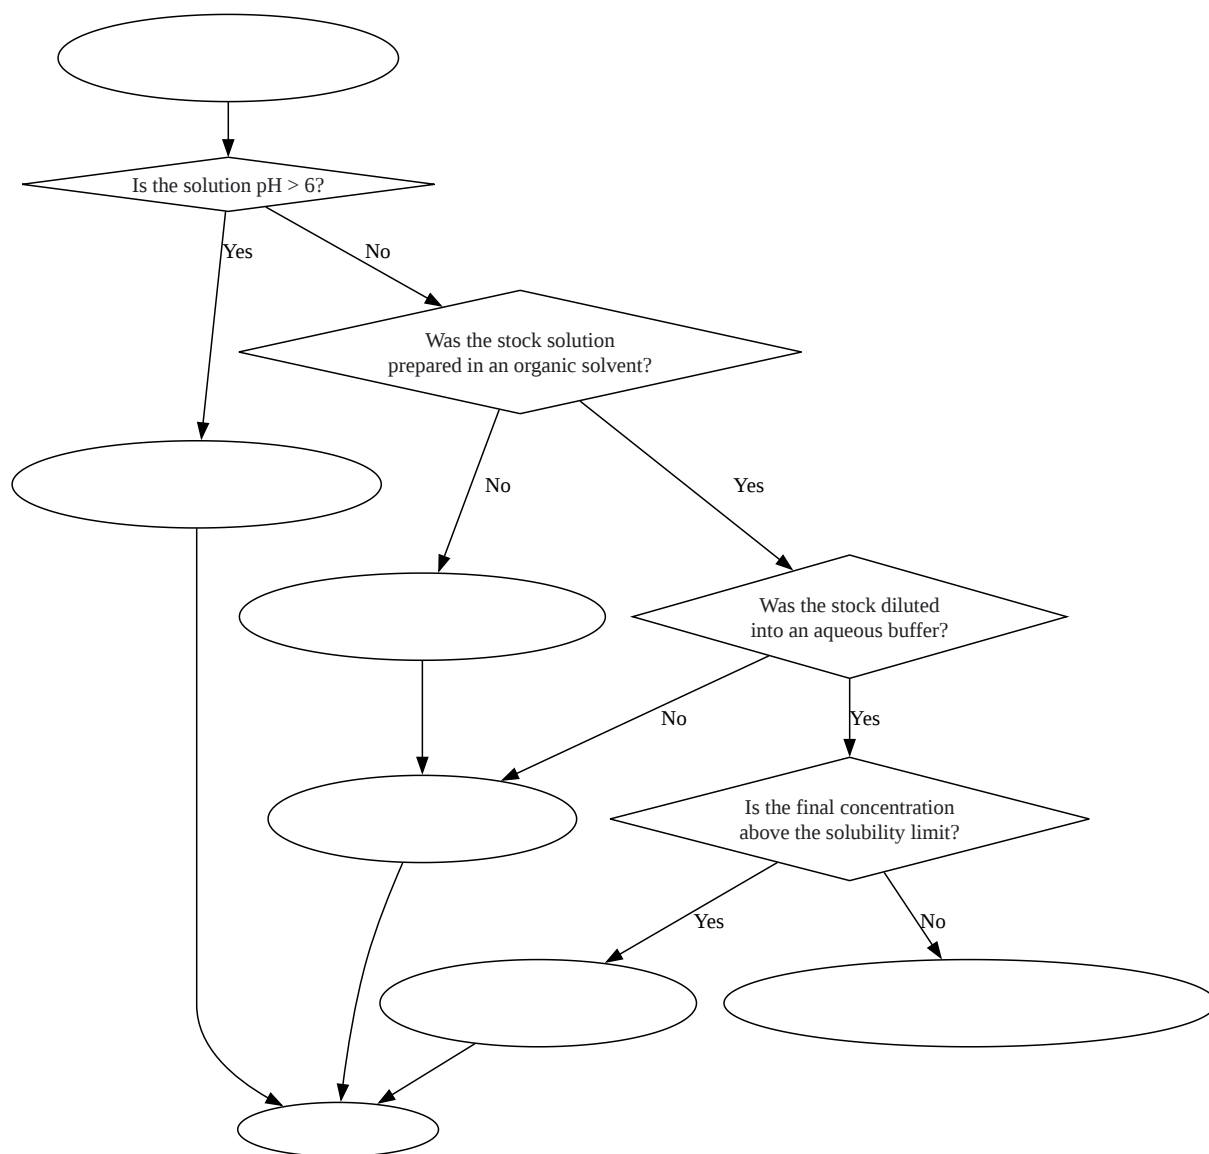 Is the solution pH > 6?
Yes
No
Was the stock solution
prepared in an organic solvent?
No
Yes
Was the stock diluted
into an aqueous buffer?
No
Yes
Is the final concentration
above the solubility limit?
Yes
No